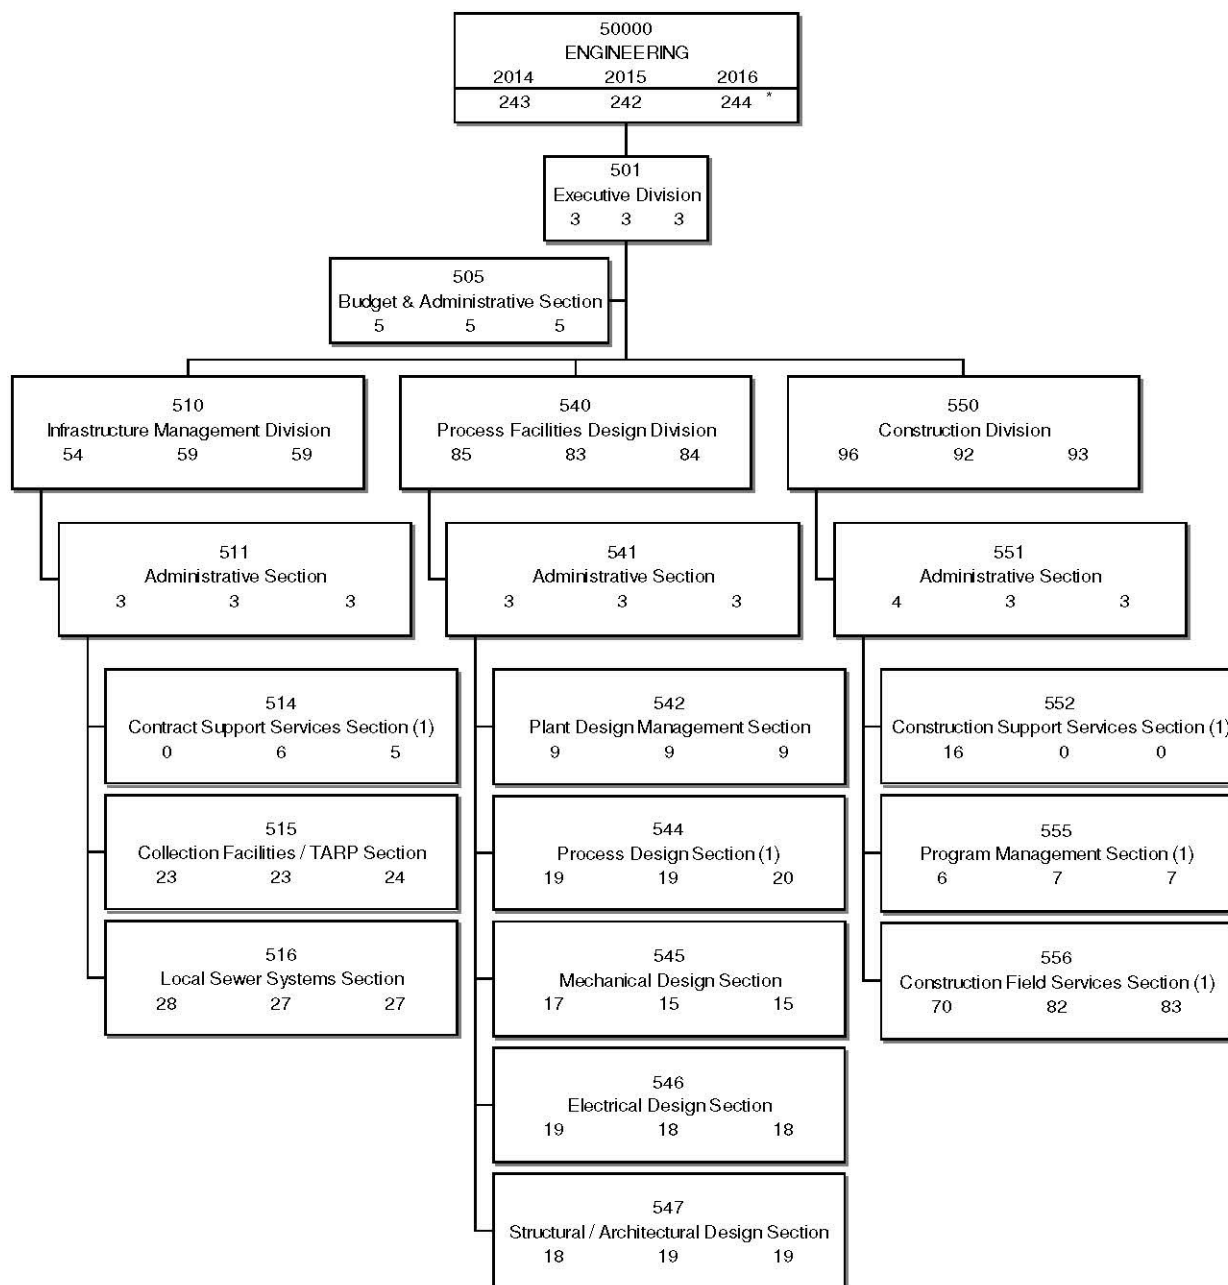 50000
ENGINEERING
2014 2015 2016
243 242 244 *
501
Executive Division
3 3 3
505
Budget & Administrative Section
5 5 5
510
Infrastructure Management Division
54 59 59
540
Process Facilities Design Division
85 83 84
550
Construction Division
96 92 93
511
Administrative Section
3 3 3
541
Administrative Section
3 3 3
551
Administrative Section
4 3 3
514
Contract Support Services Section (1)
0 6 5
542
Plant Design Management Section
9 9 9
552
Construction Support Services Section (1)
16 0 0
515
Collection Facilities / TARP Section
23 23 24
544
Process Design Section (1)
19 19 20
555
Program Management Section (1)
6 7 7
516
Local Sewer Systems Section
28 27 27
545
Mechanical Design Section
17 15 15
556
Construction Field Services Section (1)
70 82 83
546
Electrical Design Section
19 18 18
547
Structural / Architectural Design Section
18 19 19